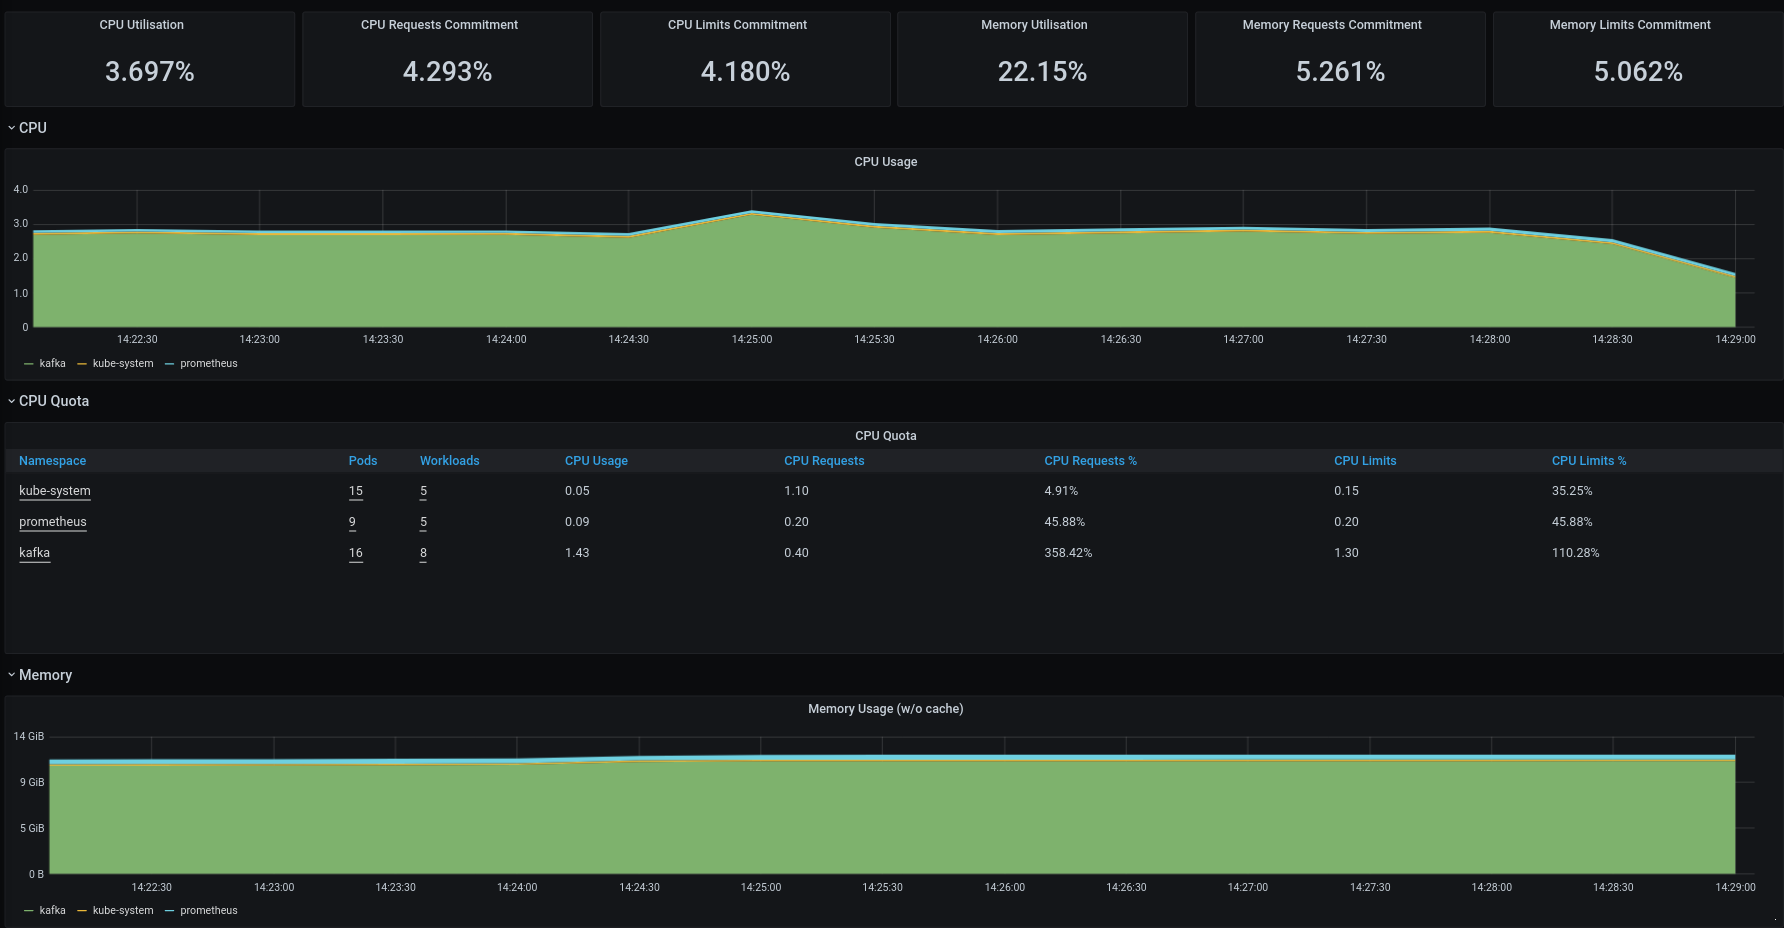 CPU Utilisation CPU Requests Commitment CPU Limits Commitment Memory Utilisation Memory Requests Commitment Memory Limits Commitment
3.697% 4.293% 4.180% 22.15% 5.261% 5.062%
CPU
CPU Usage
4.0
3.0
2.0
1.0
0
14:22:30 14:23:00 14:23:30 14:24:00 14:24:30 14:25:00 14:25:30 14:26:00 14:26:30 14:27:00 14:27:30 14:28:00 14:28:30 14:29:00
kafka kube-system prometheus
CPU Quota
CPU Quota
Namespace Pods Workloads CPU Usage CPU Requests CPU Requests % CPU Limits CPU Limits %
kube-system 15 5 0.05 1.10 4.91% 0.15 35.25%
prometheus 9 5 0.09 0.20 45.88% 0.20 45.88%
kafka 16 8 1.43 0.40 358.42% 1.30 110.28%
Memory
Memory Usage (w/o cache)
14 GiB
9 GiB
5 GiB
0 B
14:22:30 14:23:00 14:23:30 14:24:00 14:24:30 14:25:00 14:25:30 14:26:00 14:26:30 14:27:00 14:27:30 14:28:00 14:28:30 14:29:00
kafka kube-system prometheus